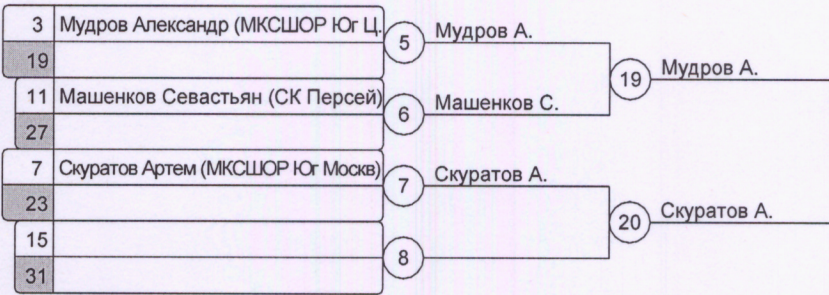 3 Мудров Александр (МКСШОР Юг Ц.
19
5 Мудров А.
11 Машенков Севастьян (СК Персей)
27
6 Машенков С.
19 Мудров А.
7 Скуратов Артем (МКСШОР Юг Москв)
23
7 Скуратов А.
15
31
8
20 Скуратов А.